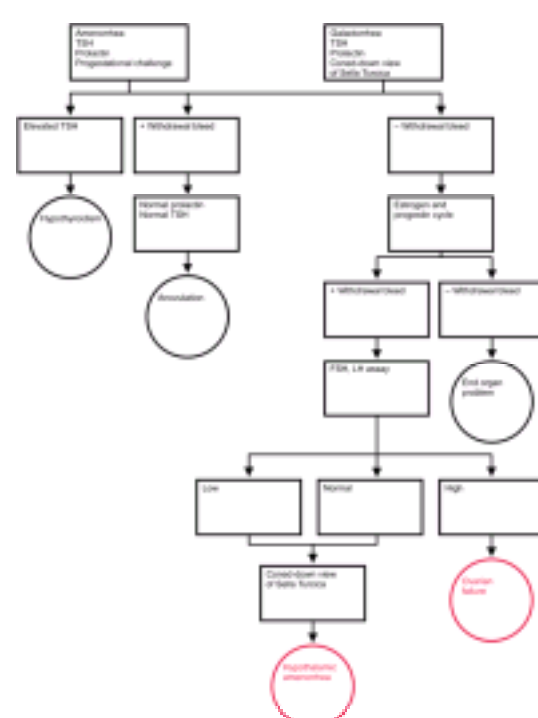 Amenorrhea
TSH
Prolactin
Progestational challenge
Galactorrhea
TSH
Prolactin
Coned-down view
of Sella Turcica
Elevated TSH
+ Withdrawal bleed
– Withdrawal bleed
Hypothyroidism
Normal prolactin
Normal TSH
Estrogen and
progestin cycle
Anovulation
+ Withdrawal bleed
– Withdrawal bleed
FSH, LH assay
End organ
problem
Low
Normal
High
Coned-down view
of Sella Turcica
Ovarian
failure
Hypothalamic
amenorrhea